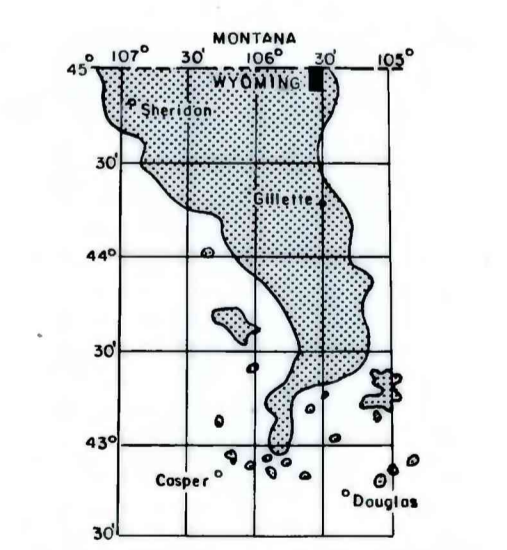 MONTANA
45° 107° 30' 106° 30' 105°
WYOMING
Sheridan
30'
Gillette
44°
30'
43°
Casper
Douglas
30'